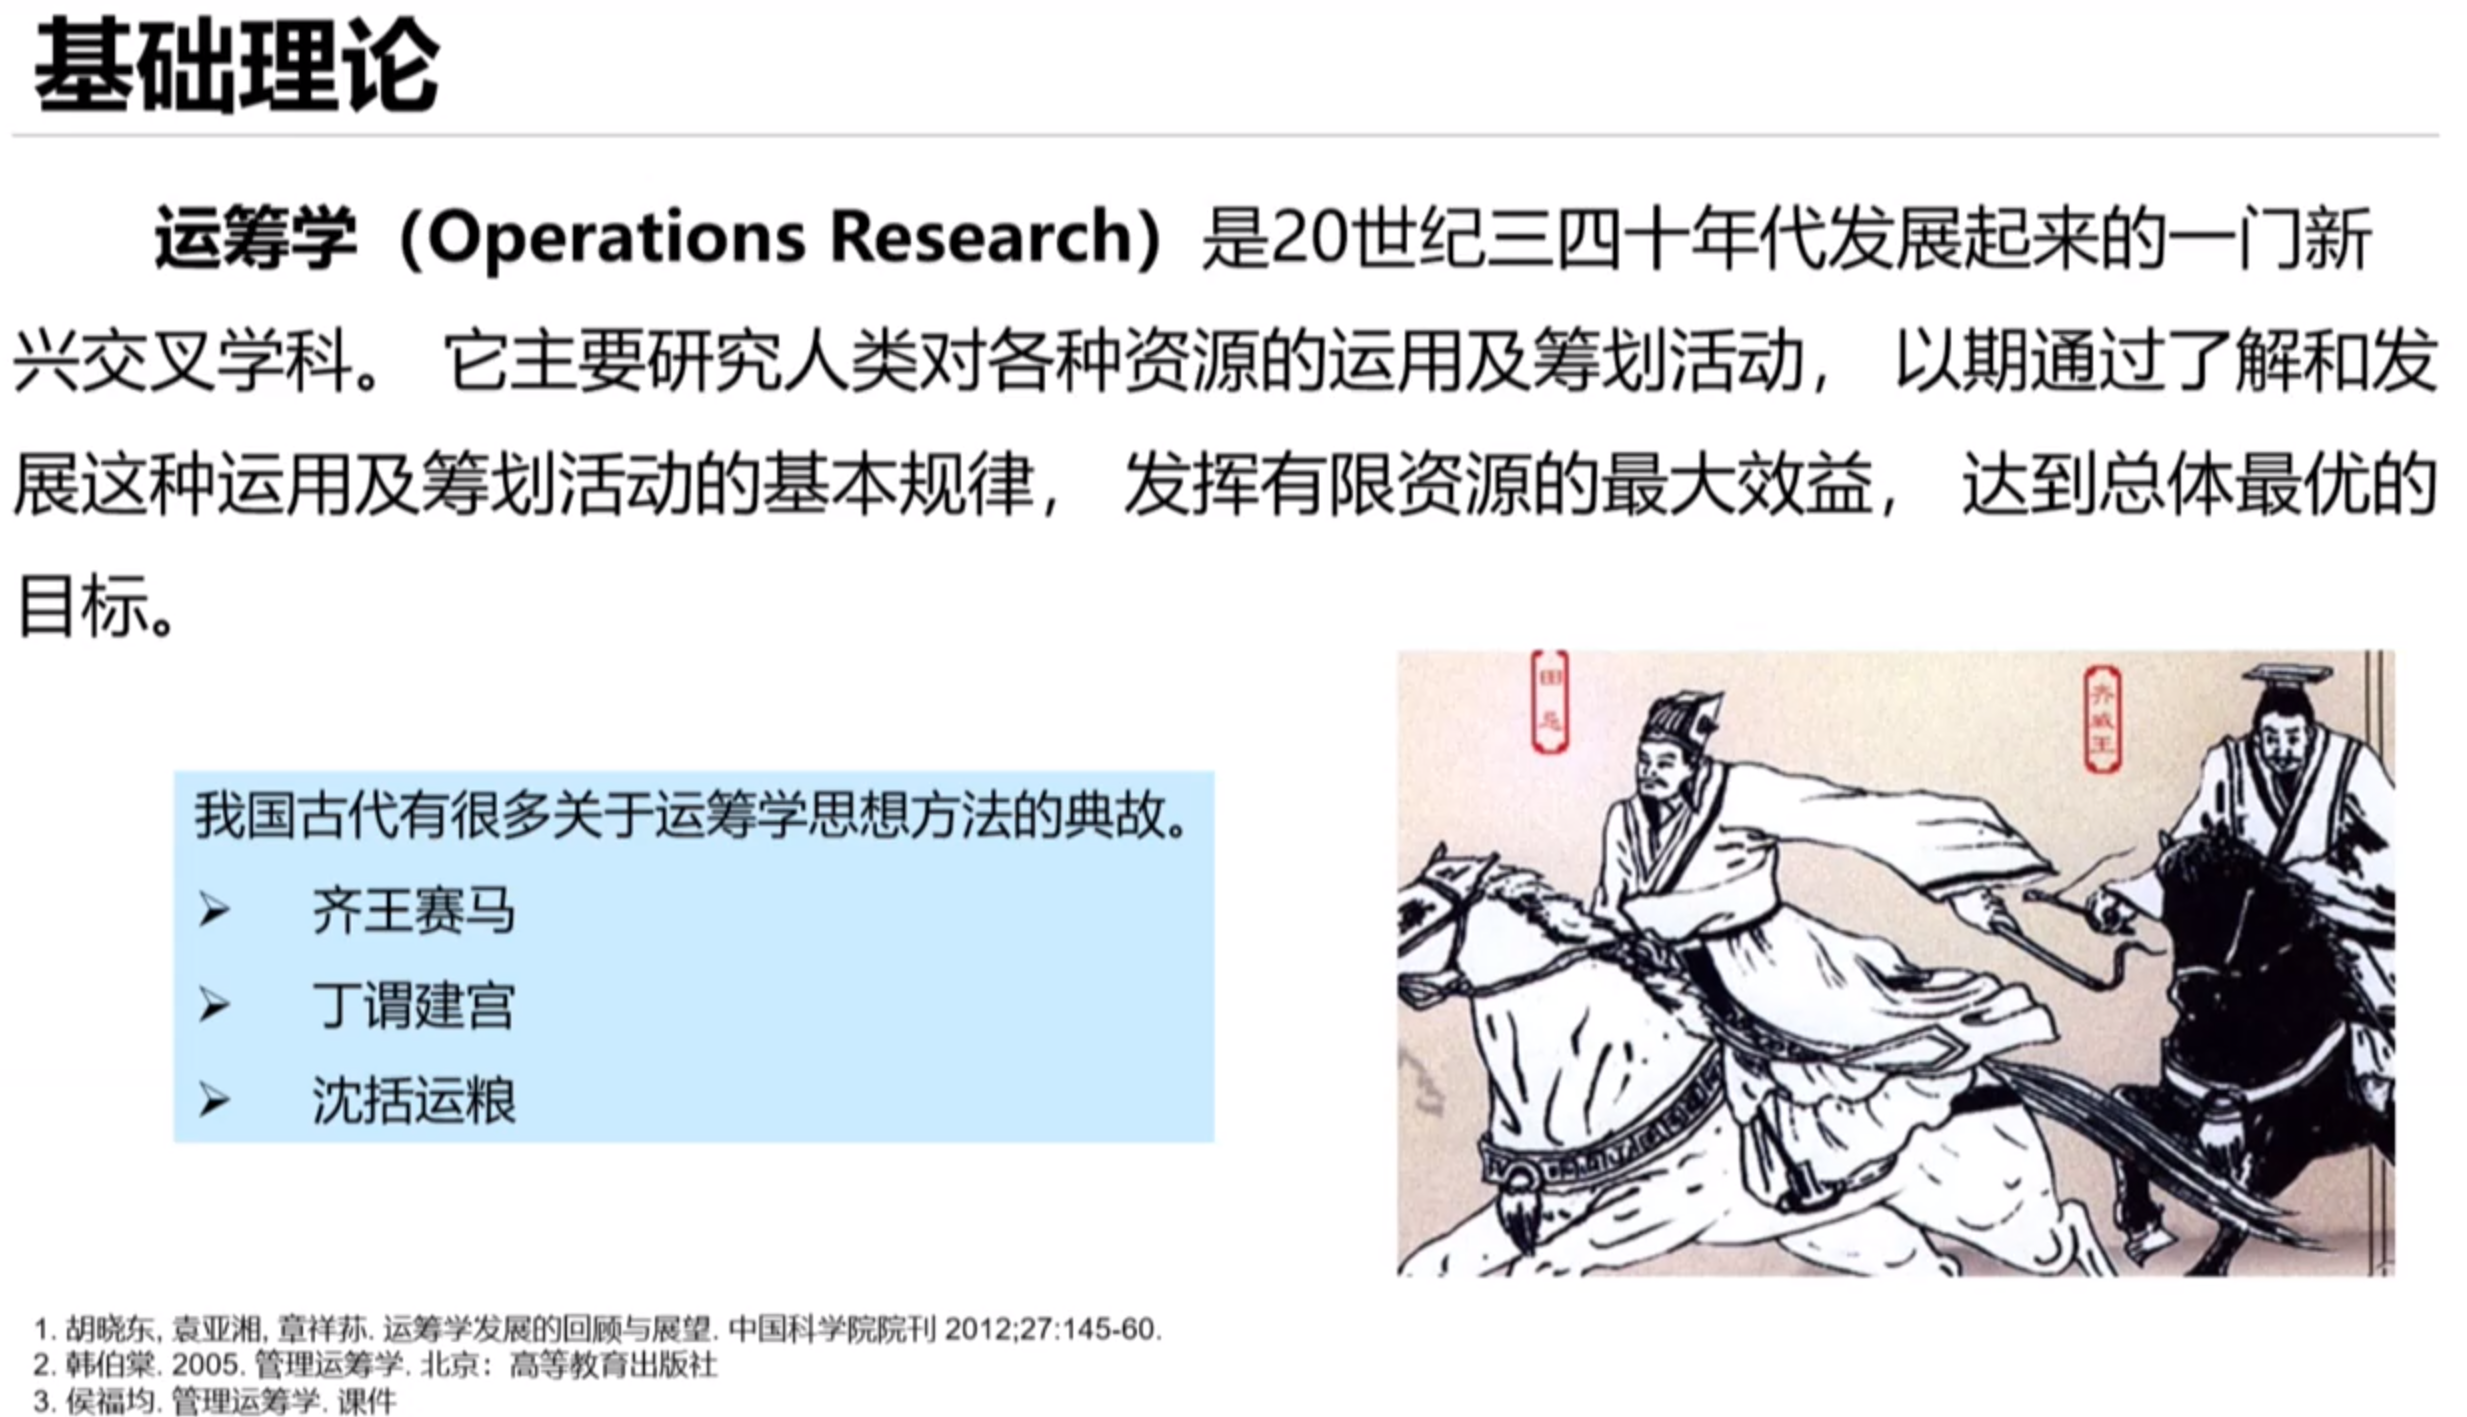 基础理论
运筹学（Operations Research）是20世纪三四十年代发展起来的一门新
兴交叉学科。 它主要研究人类对各种资源的运用及筹划活动， 以期通过了解和发
展这种运用及筹划活动的基本规律， 发挥有限资源的最大效益， 达到总体最优的
目标。
我国古代有很多关于运筹学思想方法的典故。
➢ 齐王赛马
➢ 丁谓建宫
➢ 沈括运粮
田忌
齐威王
1. 胡晓东, 袁亚湘, 章祥荪. 运筹学发展的回顾与展望. 中国科学院院刊 2012;27:145-60.
2. 韩伯棠. 2005. 管理运筹学. 北京：高等教育出版社
3. 侯福均. 管理运筹学. 课件